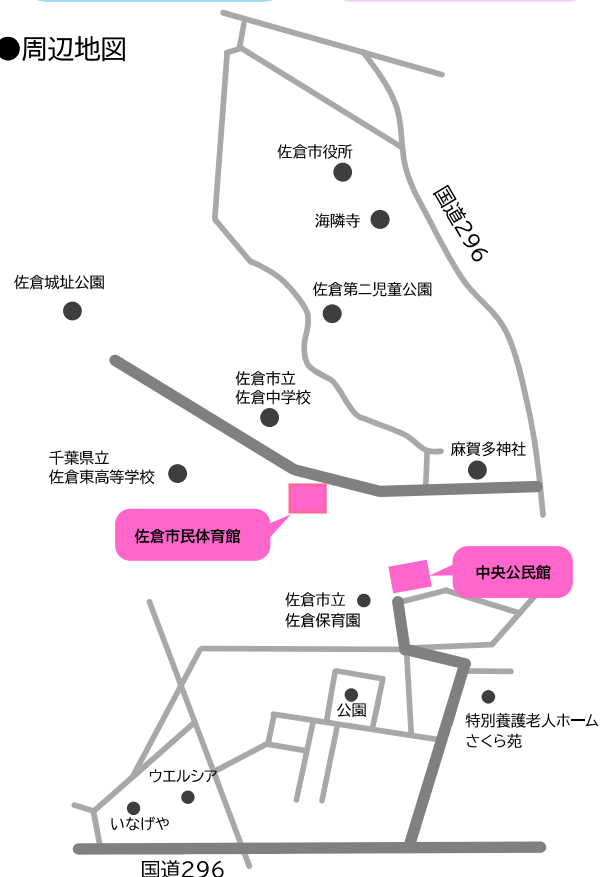 ●周辺地図
佐倉市役所
海隣寺
国道296
佐倉城址公園
佐倉第二児童公園
佐倉市立
佐倉中学校
麻賀多神社
千葉県立
佐倉東高等学校
佐倉市民体育館
中央公民館
佐倉市立
佐倉保育園
公園
特別養護老人ホーム
さくら苑
ウエルシア
いなげや
国道296